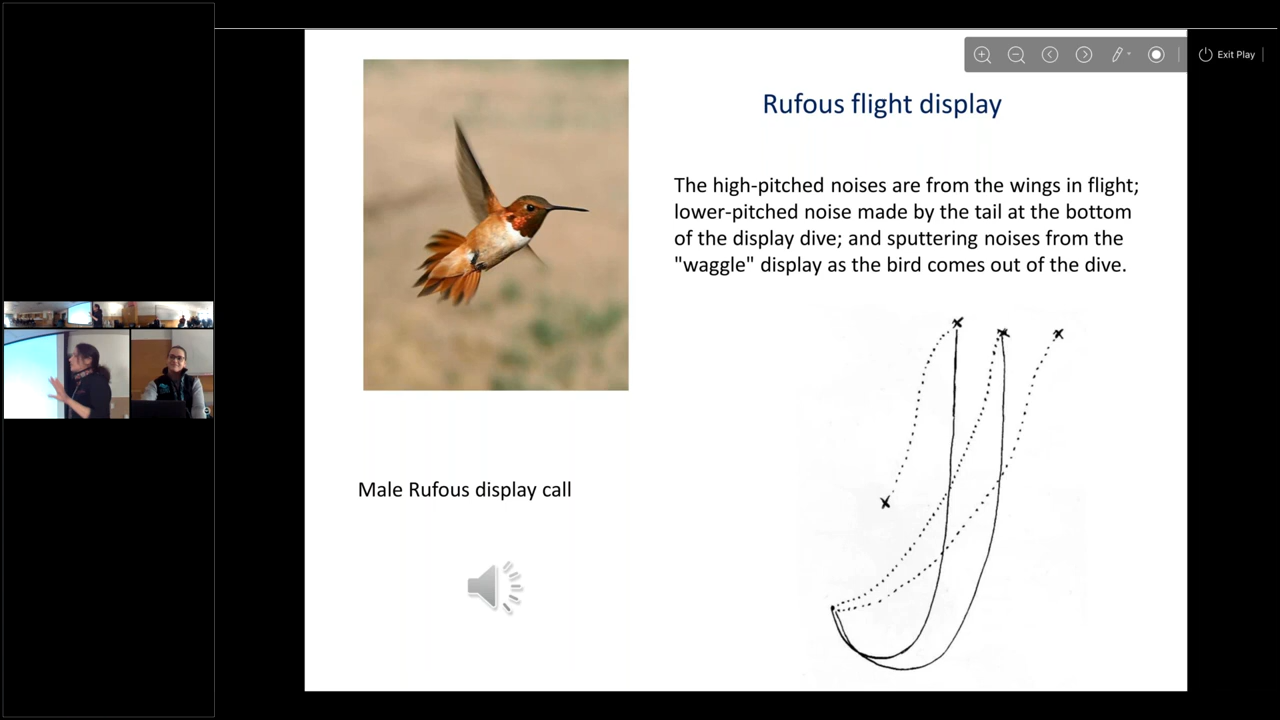 Exit Play
Rufous flight display
The high-pitched noises are from the wings in flight;
lower-pitched noise made by the tail at the bottom
of the display dive; and sputtering noises from the
"waggle" display as the bird comes out of the dive.
Male Rufous display call